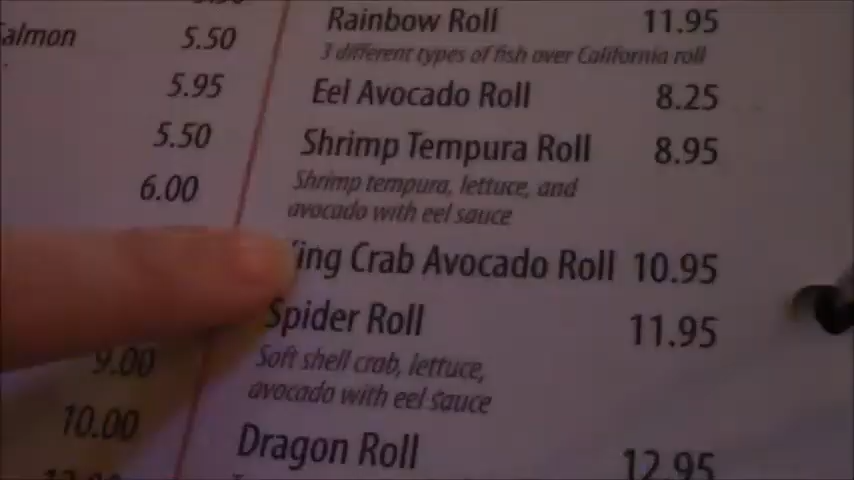 Salmon 5.50
5.95
5.50
6.00
9.00
10.00
Rainbow Roll 11.95
3 different types of fish over California roll
Eel Avocado Roll 8.25
Shrimp Tempura Roll 8.95
Shrimp tempura, lettuce, and
avocado with eel sauce
King Crab Avocado Roll 10.95
Spider Roll 11.95
Soft shell crab, lettuce,
avocado with eel sauce
Dragon Roll 12.95